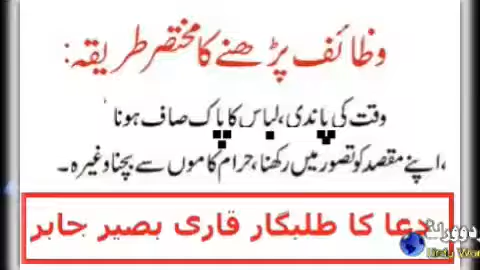 وظائف پڑھنے کا مختصر طریقہ:
وقت کی پابندی، لباس کا پاک صاف ہونا
، اپنے مقصد کو تصور میں رکھنا، حرام کاموں سے بچنا وغیرہ۔
دعا کا طلبگار قاری بصیر جابر